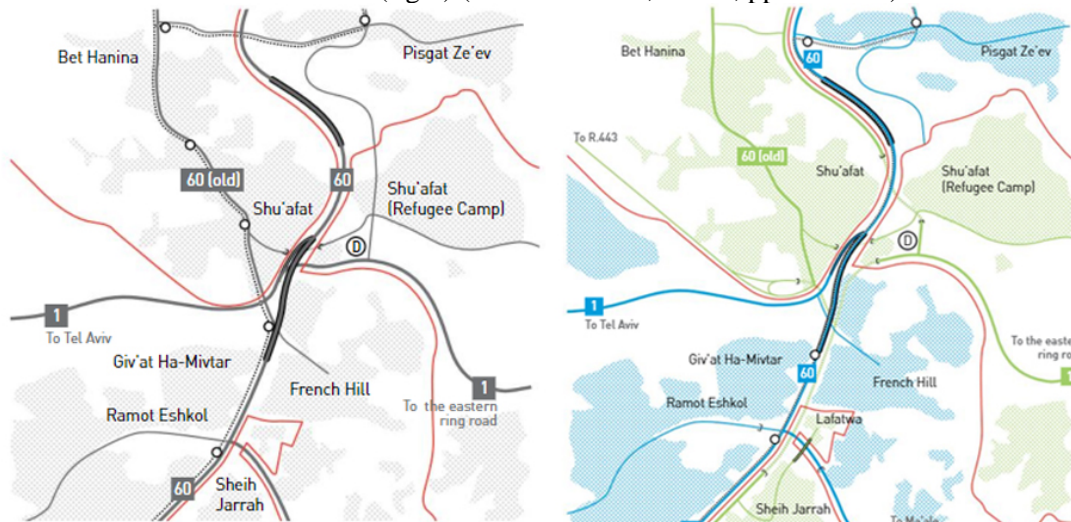 Bet Hanina
Pisgat Ze'ev
60 (old)
60
Shu'afat
Shu'afat
(Refugee Camp)
D
1
To Tel Aviv
Giv'at Ha-Mivtar
French Hill
1
To the eastern
ring road
Ramot Eshkol
60
Sheih
Jarrah
60
Pisgat Ze'ev
To R.443
60 (old)
Shu'afat
Shu'afat
(Refugee Camp)
D
1
To Tel Aviv
To the easte
ring ro
1
Giv'at Ha-Mivtar
60
French Hill
Ramot Eshkol
Lafatwa
Sheih Jarrah